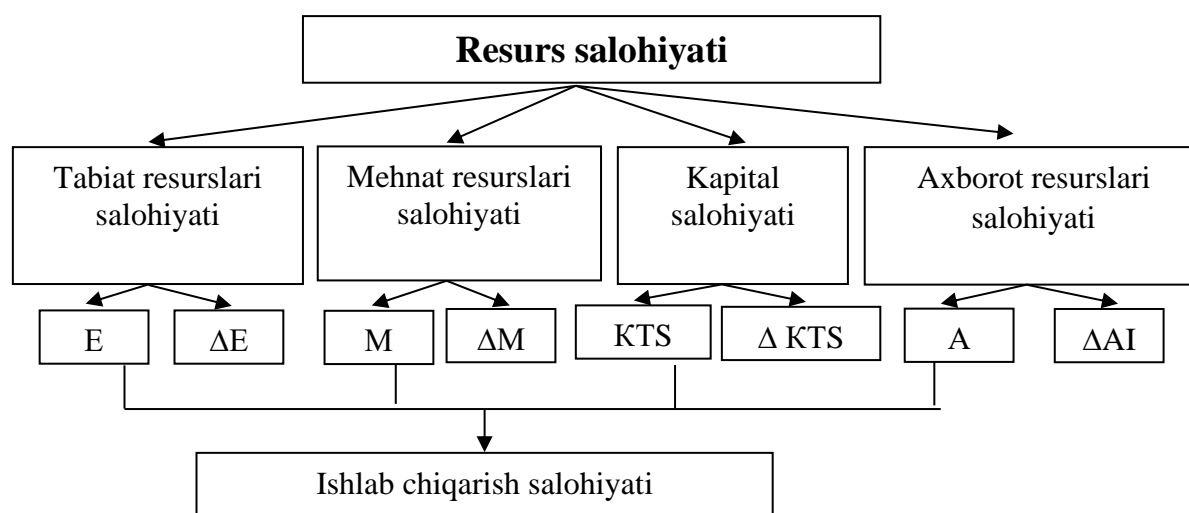 Resurs salohiyati
Tabiat resurslari
salohiyati
Mehnat resurslari
salohiyati
Kapital
salohiyati
Axborot resurslari
salohiyati
E
ΔE
M
ΔM
KTS
Δ KTS
A
ΔAI
Ishlab chiqarish salohiyati